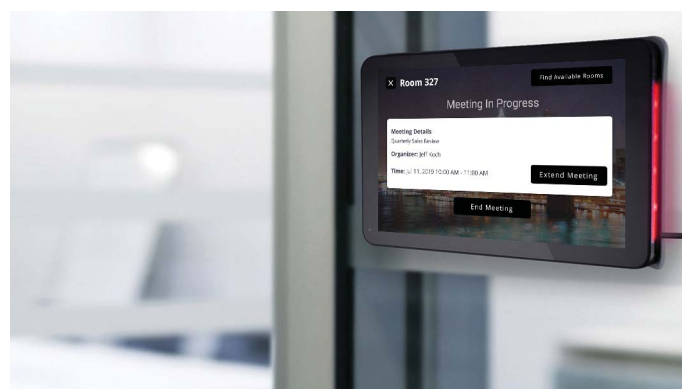 X Room 327
Find Available Rooms
Meeting In Progress
Meeting Details
Quarterly Sales Review
Organizer: Jeff Koch
Time: Jul 11, 2019 10:00 AM - 11:00 AM
Extend Meeting
End Meeting